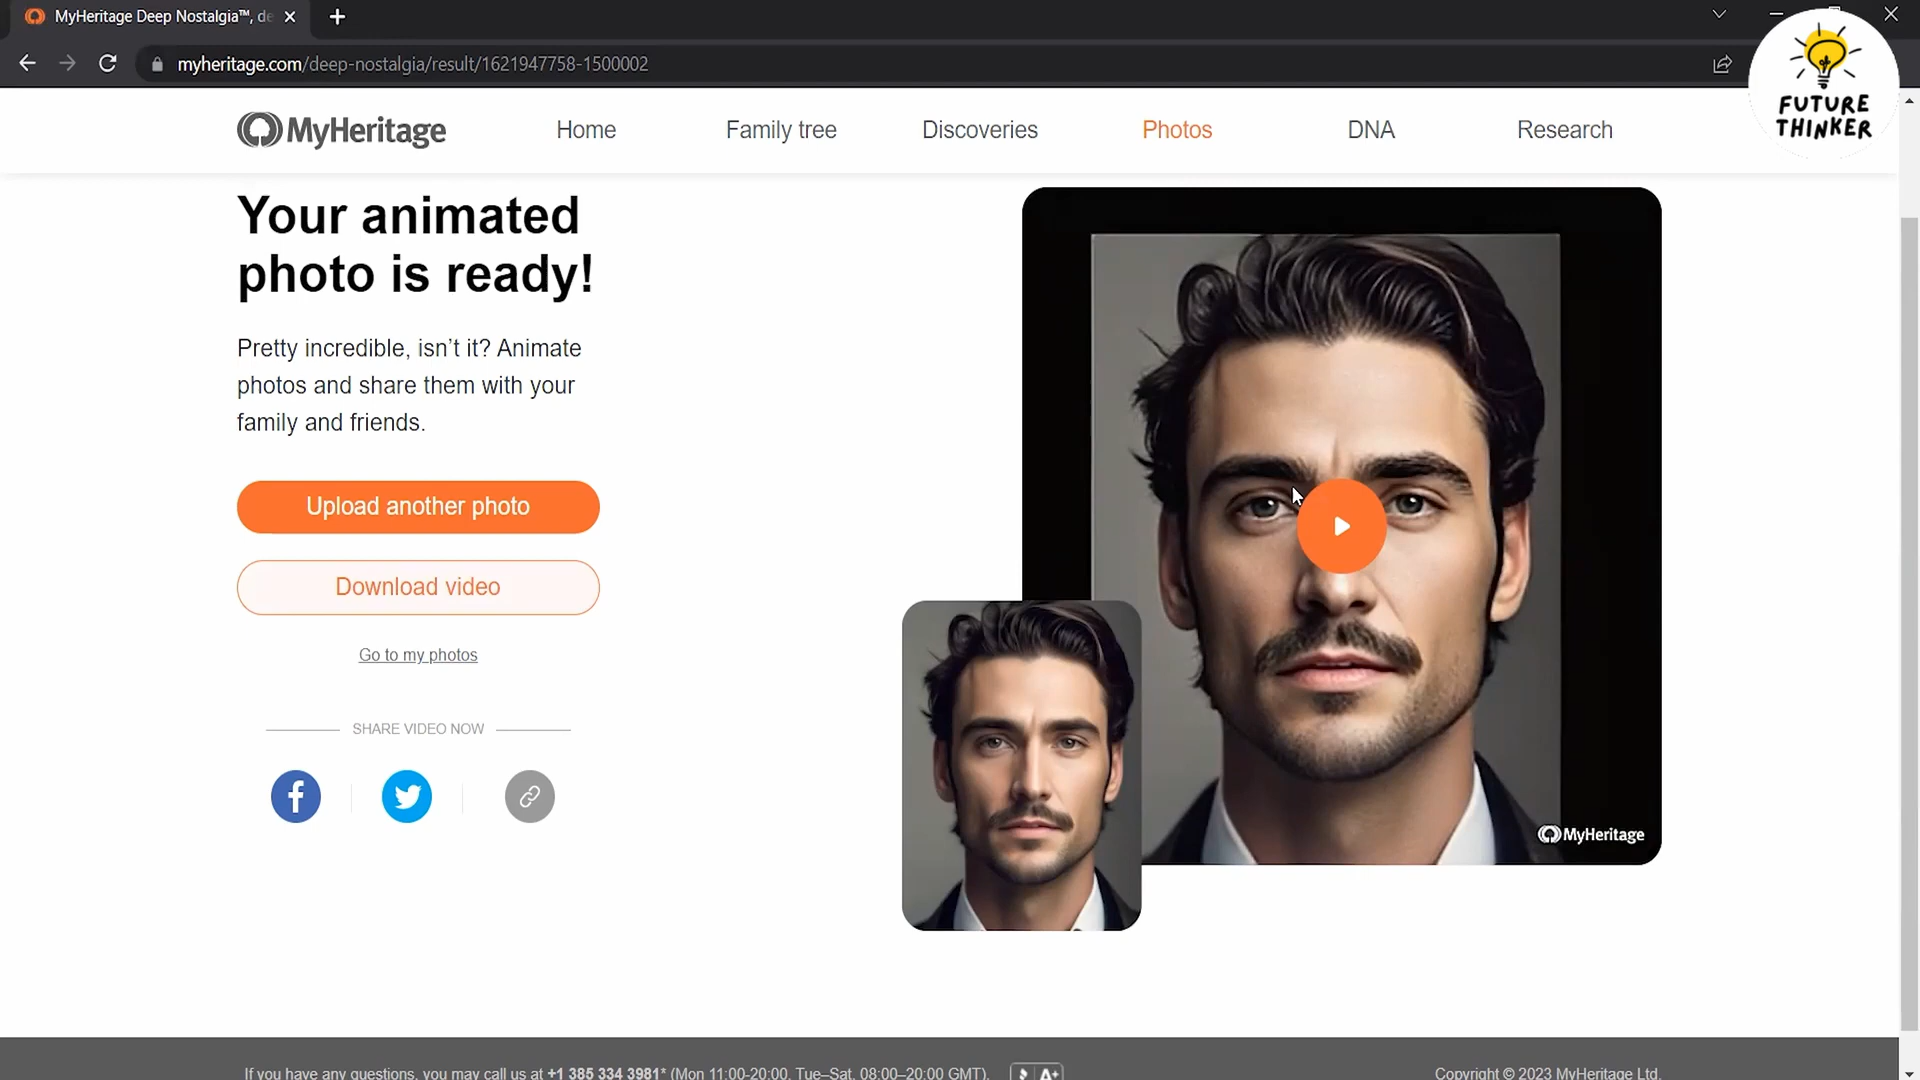 MyHeritage Deep Nostalgia™, de
myheritage.com/deep-nostalgia/result/1621947758-1500002
FUTURE
THINKER
MyHeritage
Home
Family tree
Discoveries
Photos
DNA
Research
Your animated
photo is ready!
Pretty incredible, isn’t it? Animate
photos and share them with your
family and friends.
Upload another photo
Download video
Go to my photos
SHARE VIDEO NOW
MyHeritage
If you have any questions, you may call us at +1 385 334 3981* (Mon 11:00-20:00, Tue–Sat, 08:00–20:00 GMT).
A+
Copyright © 2023 MyHeritage Ltd.